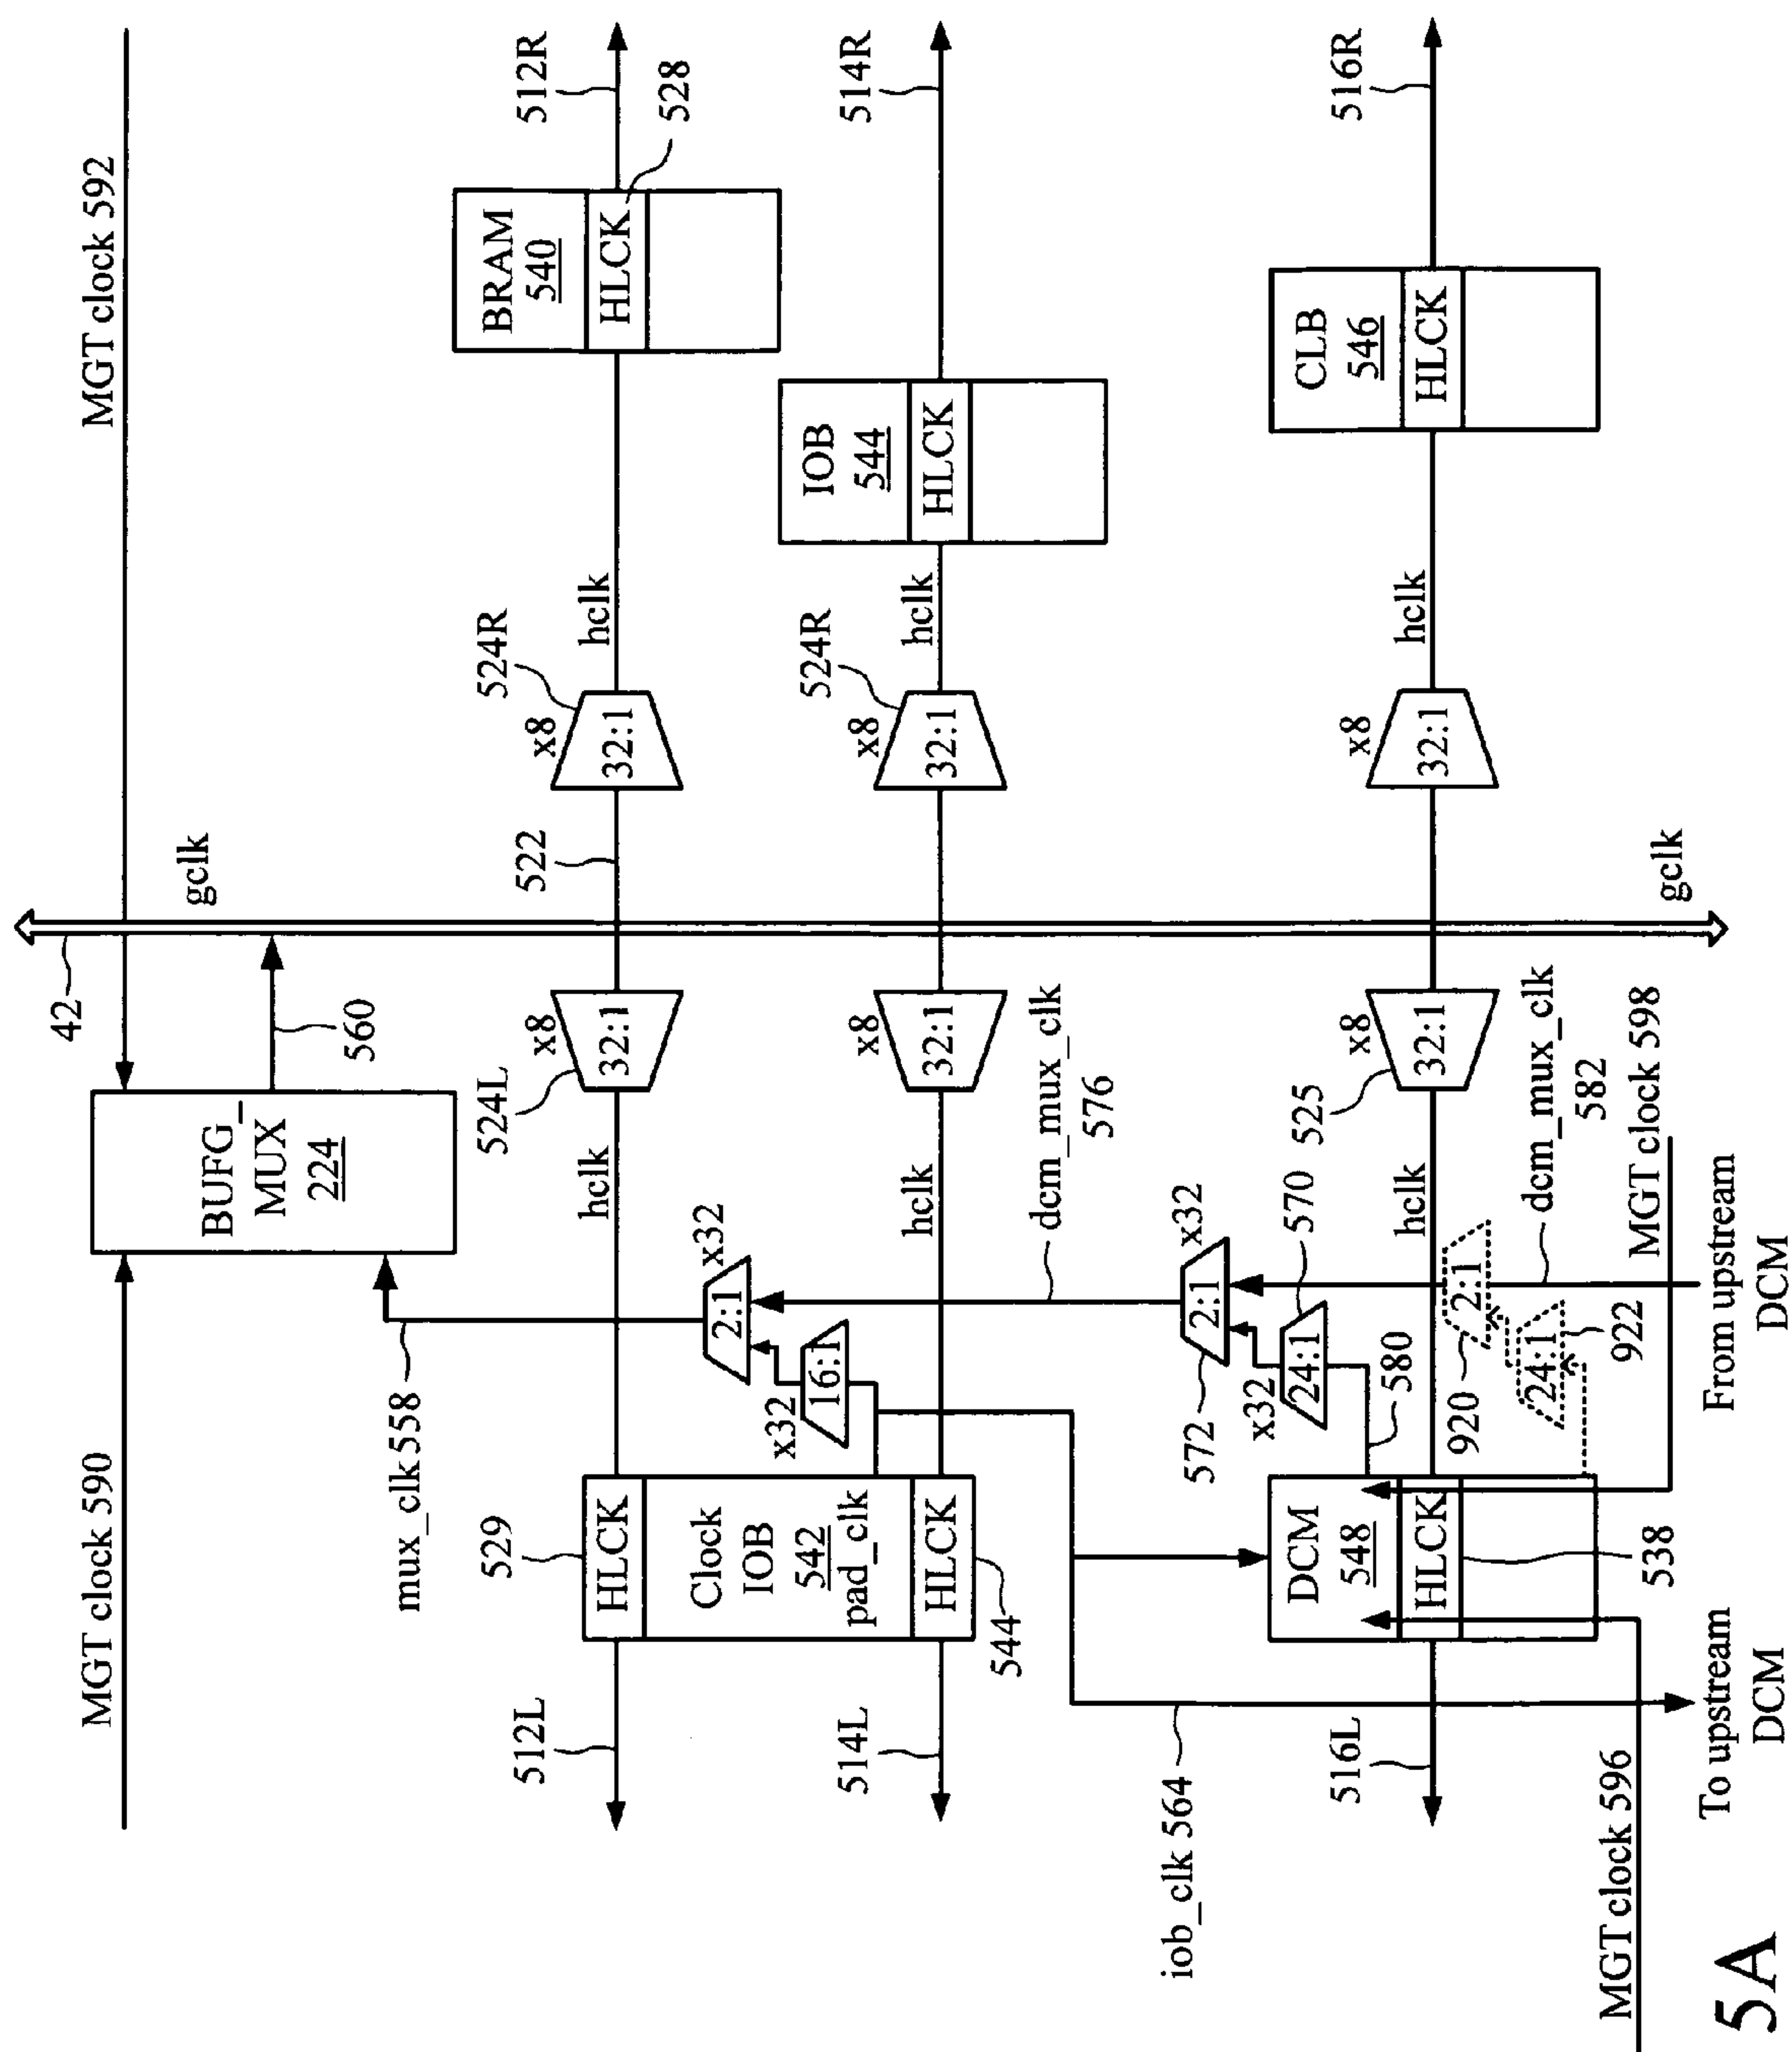 MGT clock 590
MGT clock 592
BUFG_
MUX
224
42
gclk
560
mux_clk 558
512L
529
HLCK
hclk
524L
x8
32:1
522
x8
32:1
524R
hclk
BRAM
540
HLCK
528
512R
Clock
IOB
542
pad_clk
x32
16:1
2:1
x32
514L
HLCK
544
hclk
x8
32:1
x8
32:1
524R
hclk
IOB
544
HLCK
514R
dcm_mux_clk
576
iob_clk 564
572
2:1
x32
x32
24:1
570
580
516L
DCM
548
HLCK
538
hclk
525
x8
32:1
x8
32:1
hclk
CLB
546
HLCK
516R
920
2:1
24:1
922
dcm_mux_clk
582
MGT clock 598
MGT clock 596
gclk
To upstream
DCM
From upstream
DCM
5A